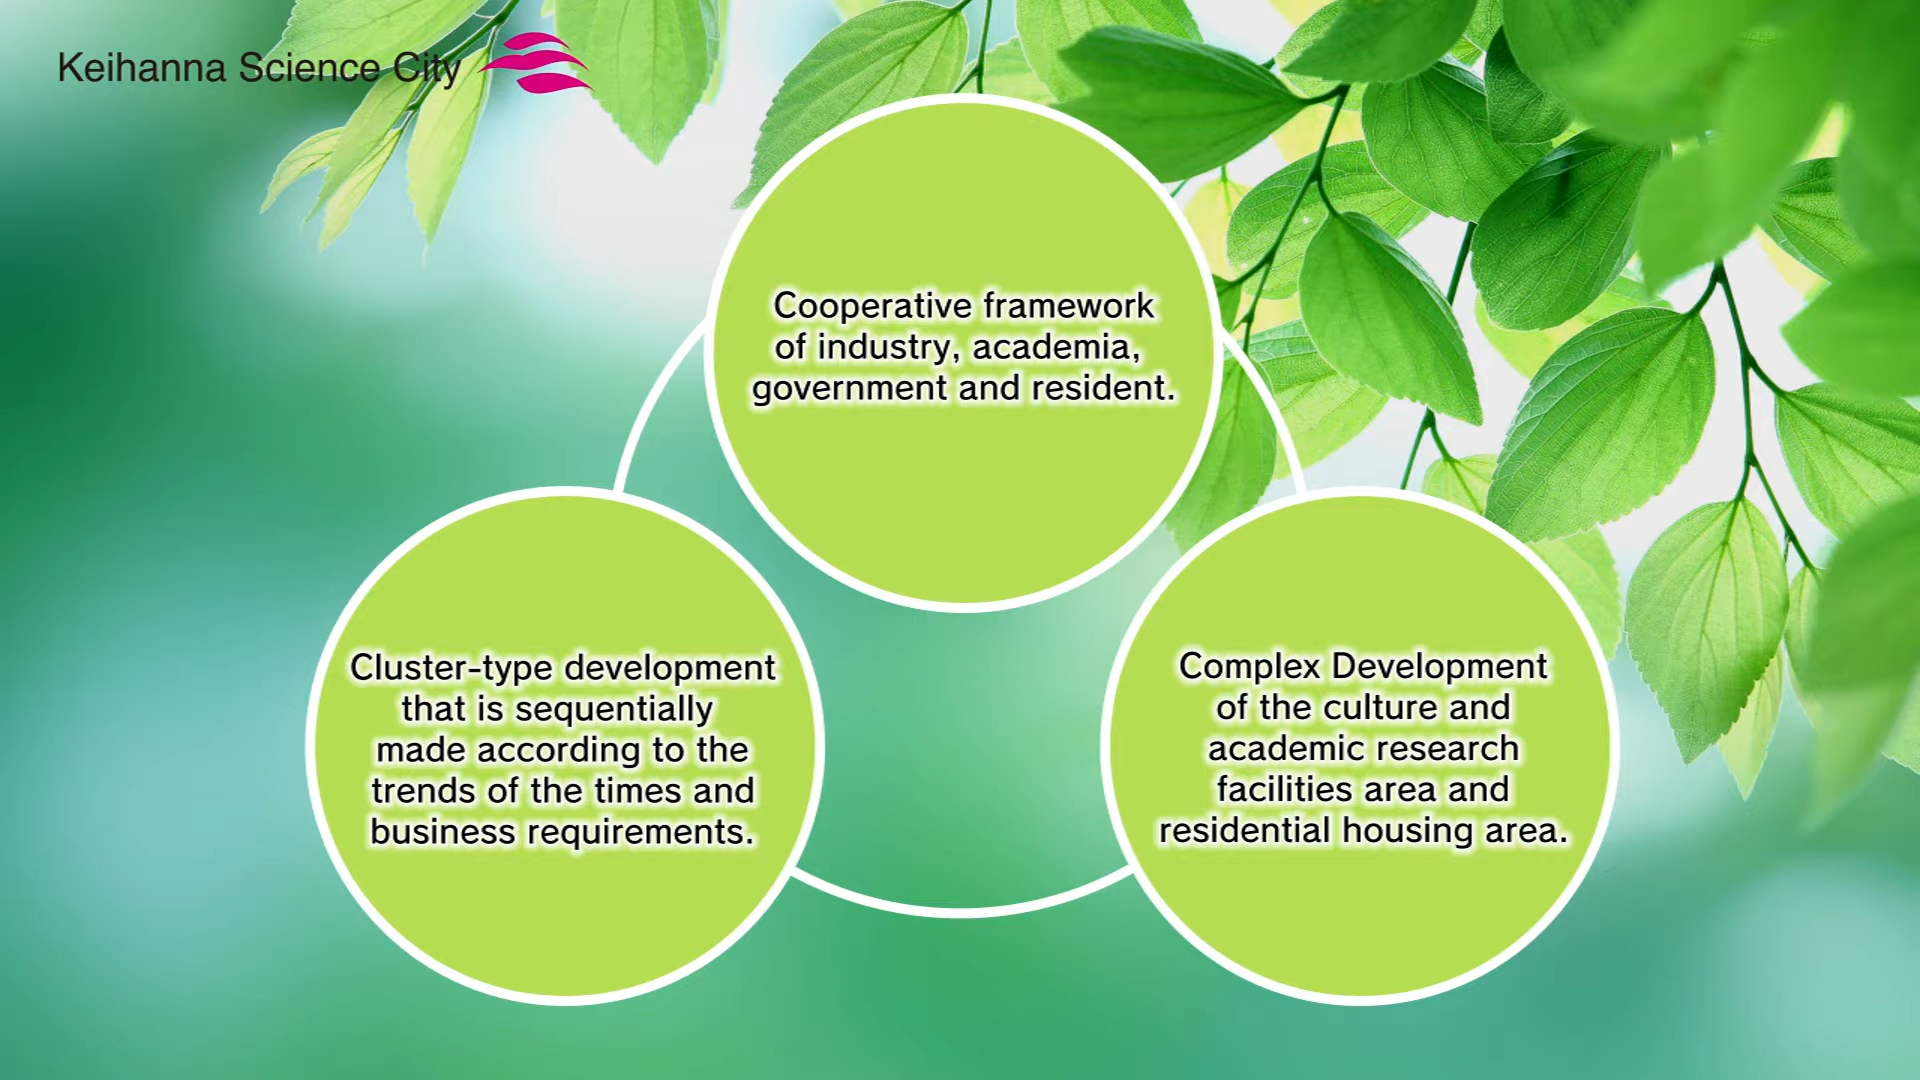 Keihanna Science City
Cooperative framework
of industry, academia,
government and resident.
Cluster-type development
that is sequentially
made according to the
trends of the times and
business requirements.
Complex Development
of the culture and
academic research
facilities area and
residential housing area.